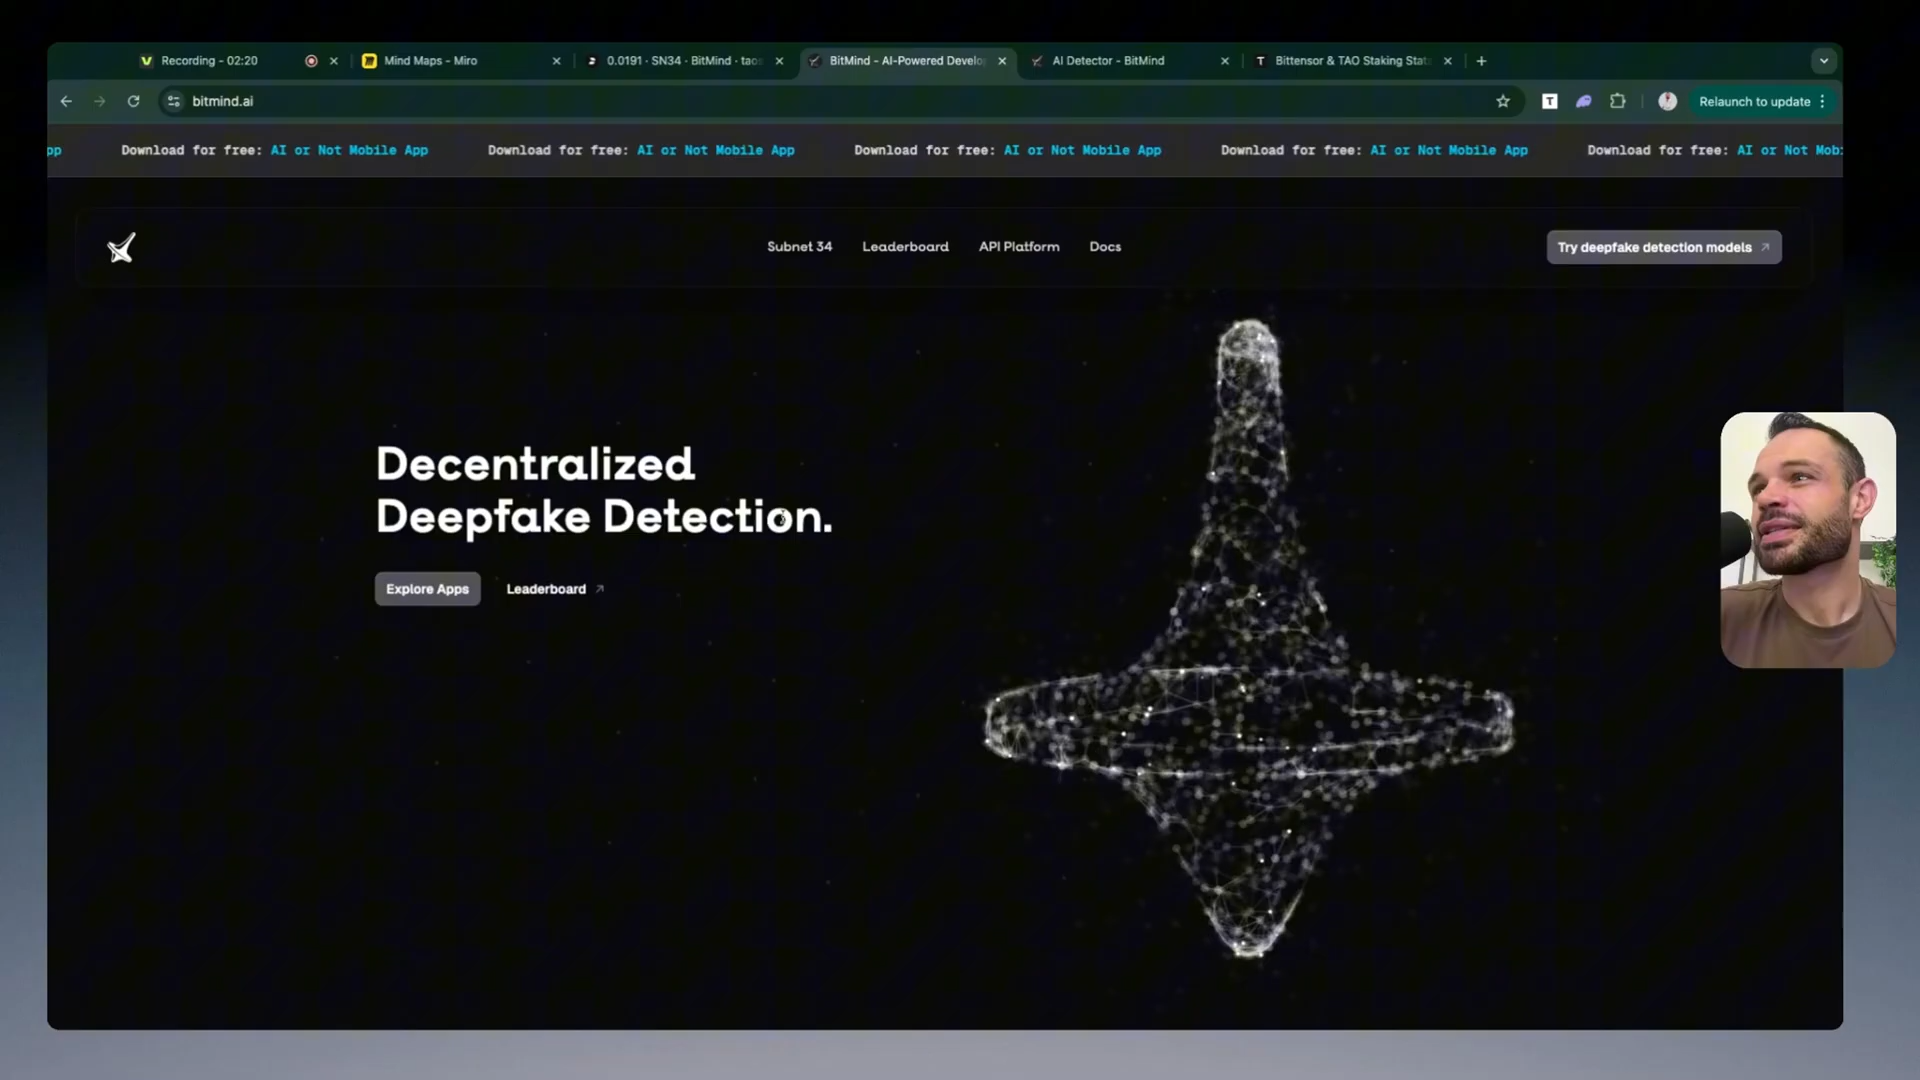 Recording - 02:20
Mind Maps - Miro
0.0191 · SN34 · BitMind · taos
BitMind - AI-Powered Develo
AI Detector - BitMind
Bittensor & TAO Staking Stat
bitmind.ai
Relaunch to update
pp Download for free: AI or Not Mobile App Download for free: AI or Not Mobile App Download for free: AI or Not Mobile App Download for free: AI or Not Mobile App Download for free: AI or Not Mob
Subnet 34
Leaderboard
API Platform
Docs
Try deepfake detection models
Decentralized
Deepfake Detection.
Explore Apps
Leaderboard